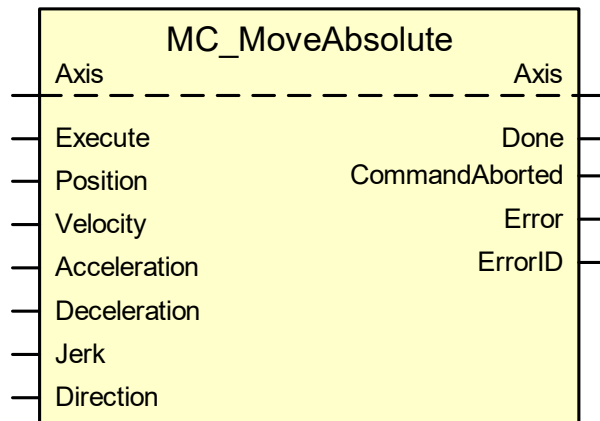 MC_MoveAbsolute
Axis Axis
Execute Done
Position CommandAborted
Velocity Error
Acceleration ErrorID
Deceleration
Jerk
Direction